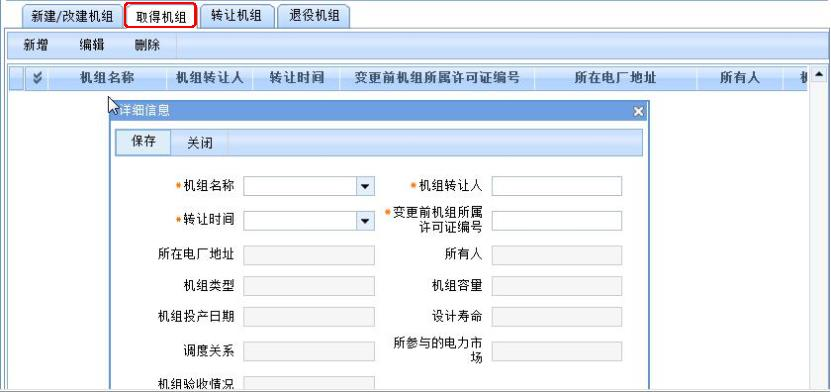 新建/改建机组 取得机组 转让机组 退役机组
新增 编辑 删除
机组名称 机组转让人 转让时间 变更前机组所属许可证编号 所在电厂地址 所有人
详细信息
保存 关闭
*机组名称 *机组转让人
*转让时间 *变更前机组所属
许可证编号
所在电厂地址 所有人
机组类型 机组容量
机组投产日期 设计寿命
调度关系 所参与的电力市
场
机组验收情况